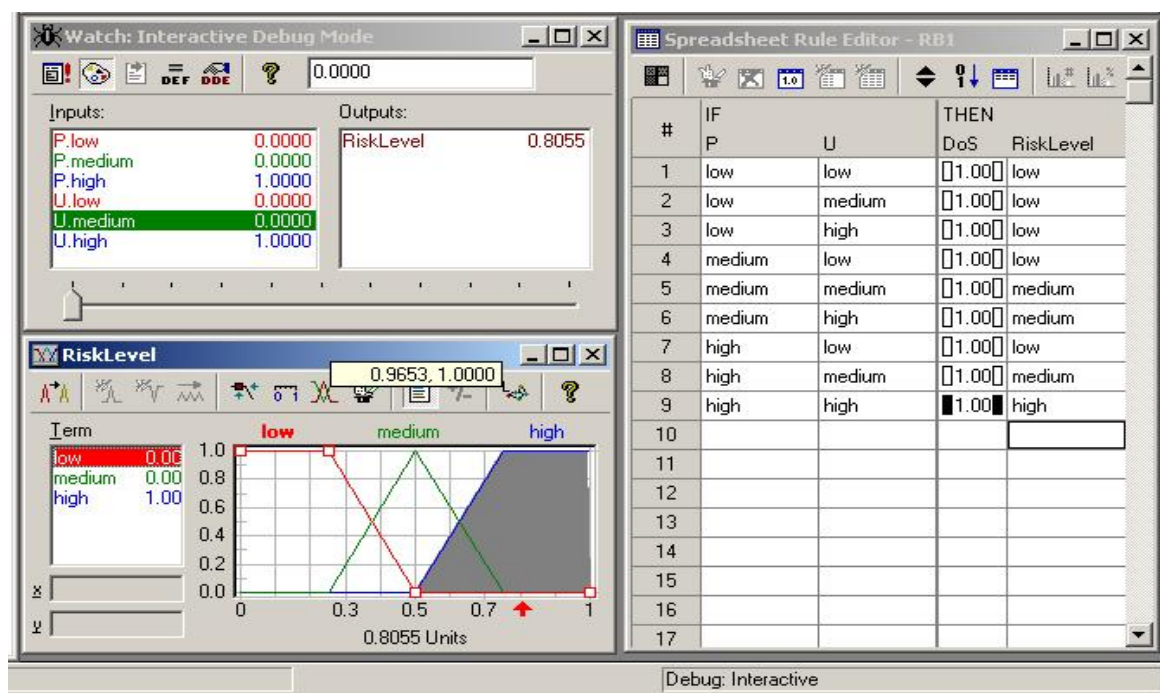 Watch: Interactive Debug Mode
DEF DDE ? 0.0000
Inputs: Outputs:
P.low 0.0000 RiskLevel 0.8055
P.medium 0.0000
P.high 1.0000
U.low 0.0000
U.medium 0.0000
U.high 1.0000
RiskLevel
0.9653, 1.0000
Term low medium high
low 0.00
medium 0.00
high 1.00
1.0
0.8
0.6
0.4
0.2
0.0
x
y
0 0.3 0.5 0.7 1
0.8055 Units
Spreadsheet Rule Editor - RB1
1.0
# IF THEN
P U DoS RiskLevel
1 low low 1.00 low
2 low medium 1.00 low
3 low high 1.00 low
4 medium low 1.00 low
5 medium medium 1.00 medium
6 medium high 1.00 medium
7 high low 1.00 low
8 high medium 1.00 medium
9 high high 1.00 high
10
11
12
13
14
15
16
17
Debug: Interactive